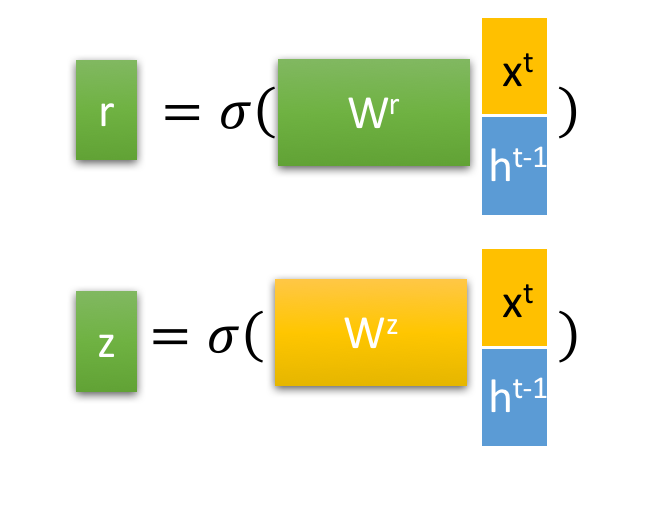 r = σ( Wʳ xᵗ )
hᵗ⁻¹
z = σ( Wᶻ xᵗ )
hᵗ⁻¹